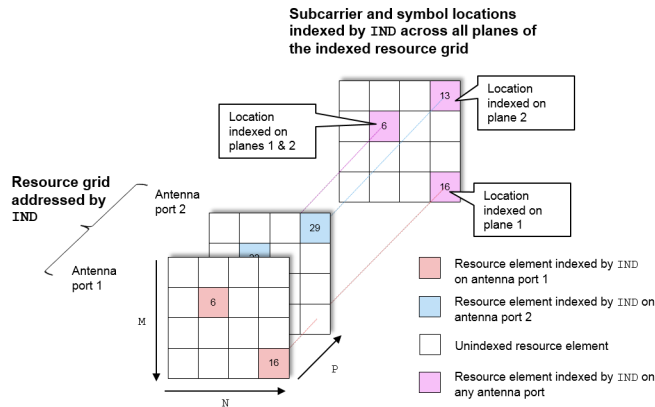 Subcarrier and symbol locations
indexed by IND across all planes of
the indexed resource grid
13
Location
indexed on
plane 2
Location
indexed on
planes 1 & 2
6
16
Location
indexed on
plane 1
Resource grid
addressed by
IND
Antenna
port 2
Antenna
port 1
29
6
16
M
N
P
Resource element indexed by IND
on antenna port 1
Resource element indexed by IND on
antenna port 2
Unindexed resource element
Resource element indexed by IND on
any antenna port